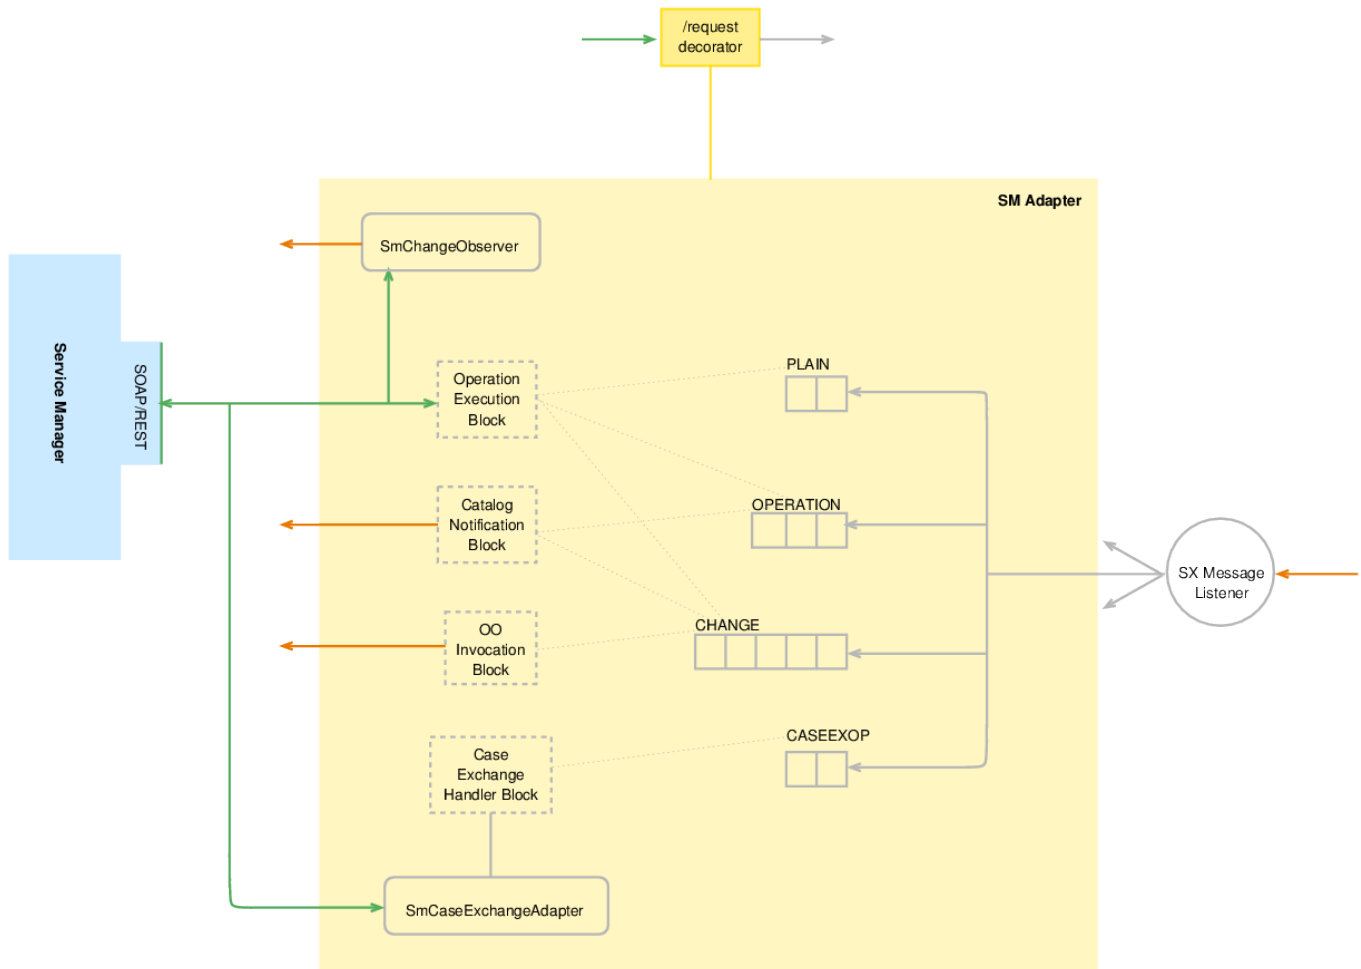 /request
decorator
SM Adapter
SmChangeObserver
Service Manager
SOAP/REST
Operation
Execution
Block
PLAIN
Catalog
Notification
Block
OPERATION
SX Message
Listener
OO
Invocation
Block
CHANGE
Case
Exchange
Handler Block
CASEEXOP
SmCaseExchangeAdapter